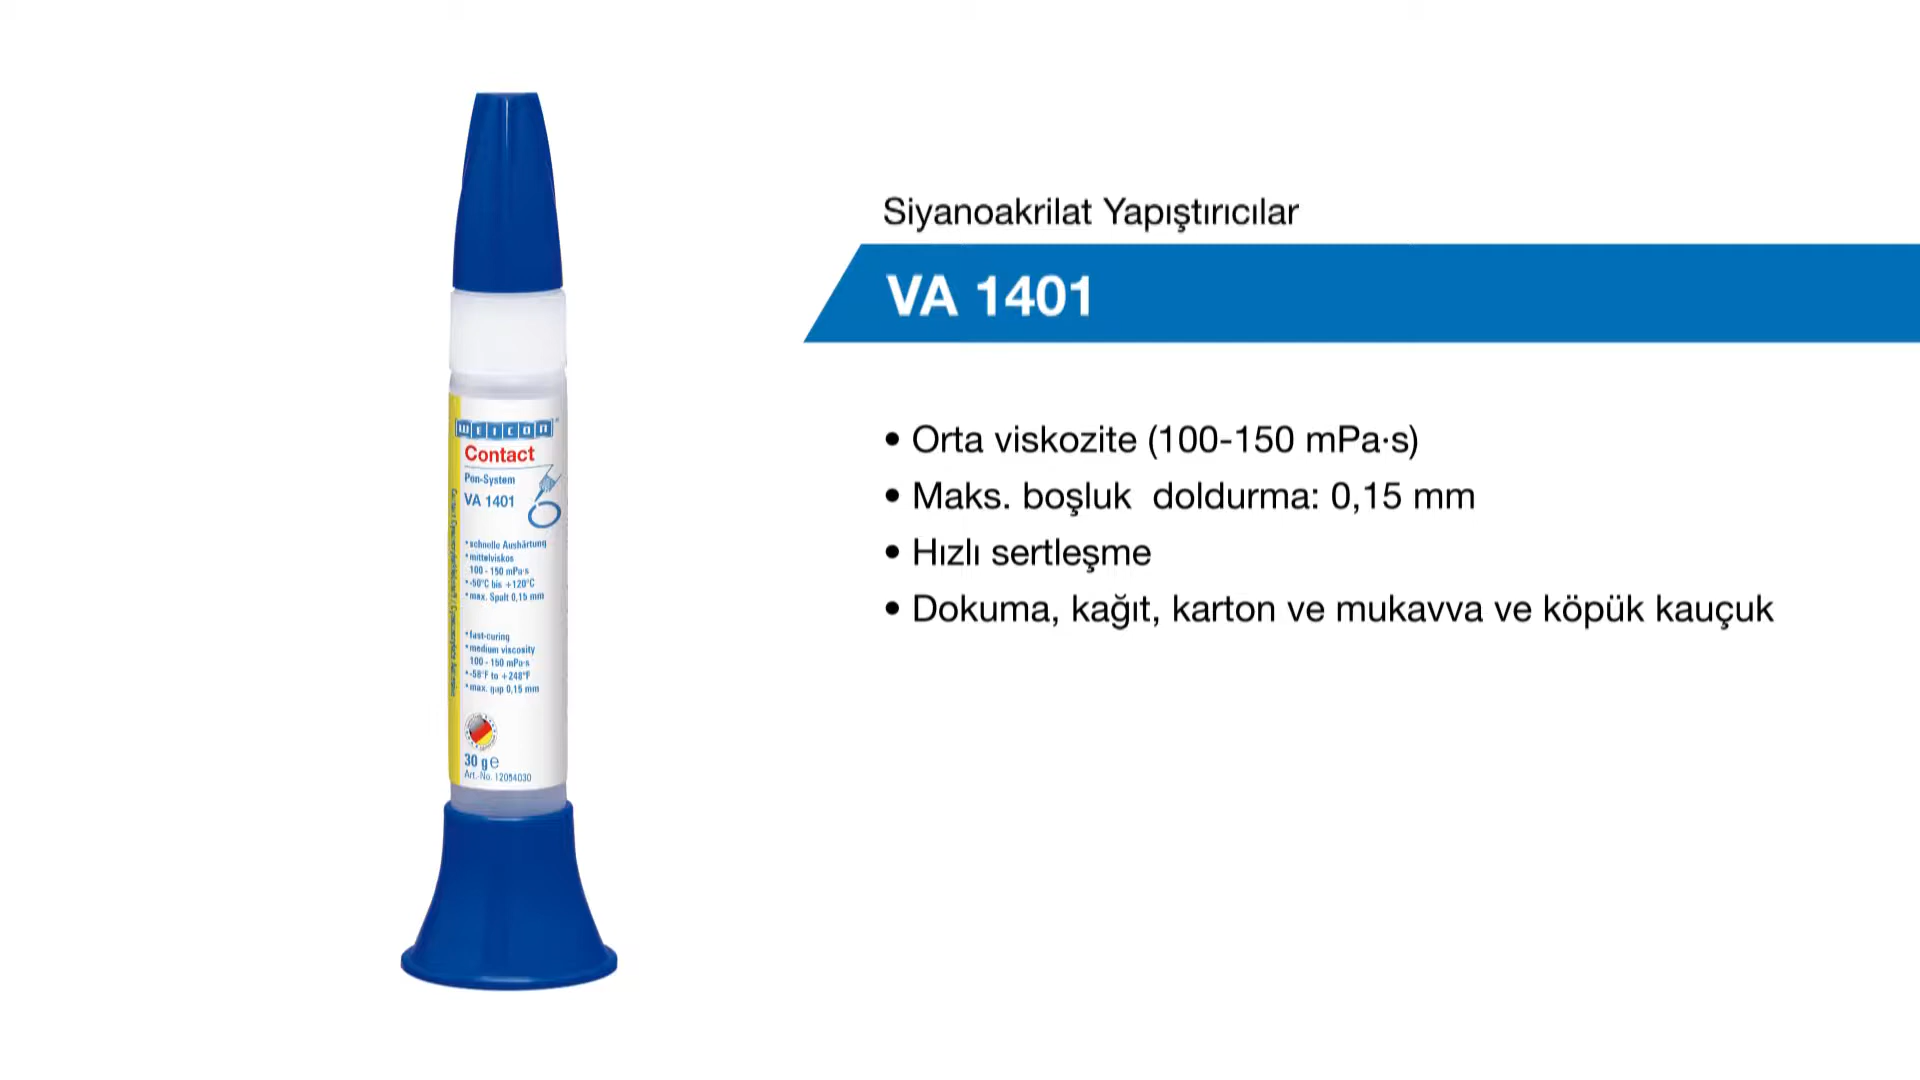 Siyanoakrilat Yapıştırıcılar
VA 1401
• Orta viskozite (100-150 mPa·s)
• Maks. boşluk  doldurma: 0,15 mm
• Hızlı sertleşme
• Dokuma, kağıt, karton ve mukavva ve köpük kauçuk
WEICON
Contact
Pen-System
VA 1401
• schnelle Aushärtung
• mittelviskos
100 - 150 mPa·s
• -50°C bis +120°C
• max. Spalt 0,15 mm
• fast-curing
• medium viscosity
100 - 150 mPa·s
• -58°F to +248°F
• max. gap 0,15 mm
30 g e
Art.-No. 12054030